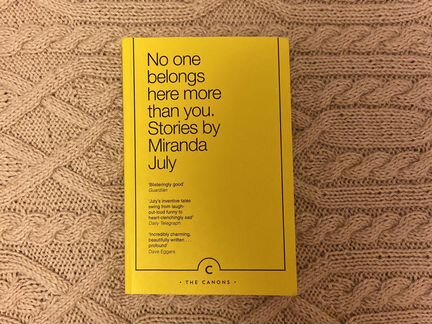 No one
belongs
here more
than you.
Stories by
Miranda
July
'Blisteringly good'
Guardian
'July's inventive tales
swing from laugh-
out-loud funny to
heart-clenchingly sad'
Daily Telegraph
'Incredibly charming,
beautifully written . . .
profound'
Dave Eggers
C
• THE CANONS •